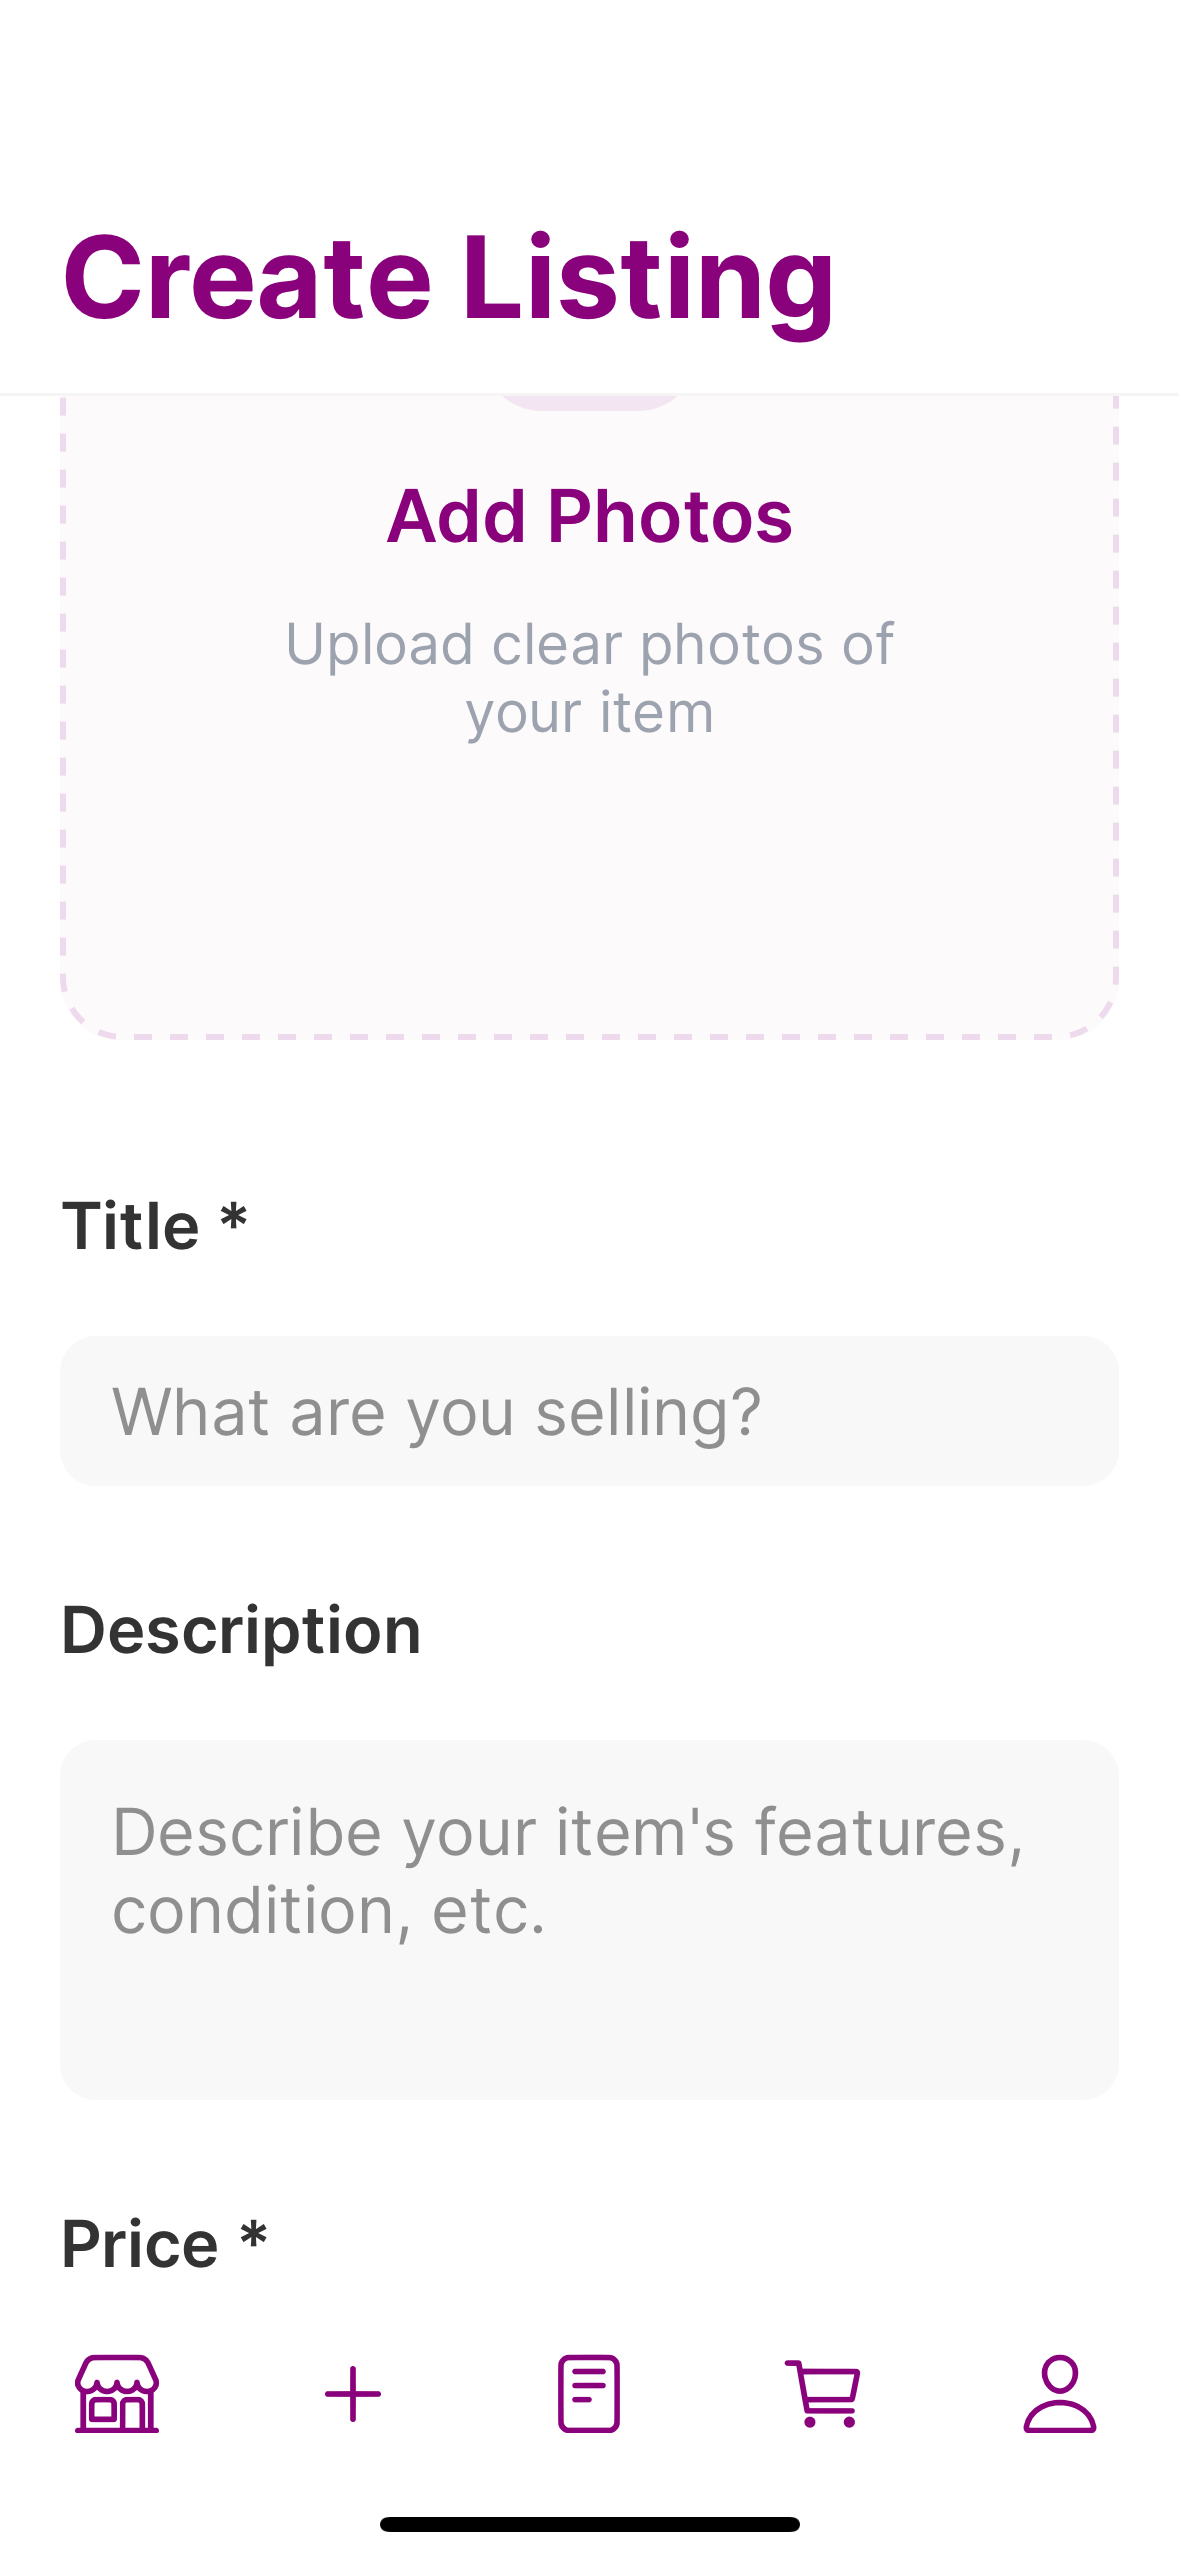 Create Listing
Add Photos
Upload clear photos of
your item
Title *
What are you selling?
Description
Describe your item's features,
condition, etc.
Price *